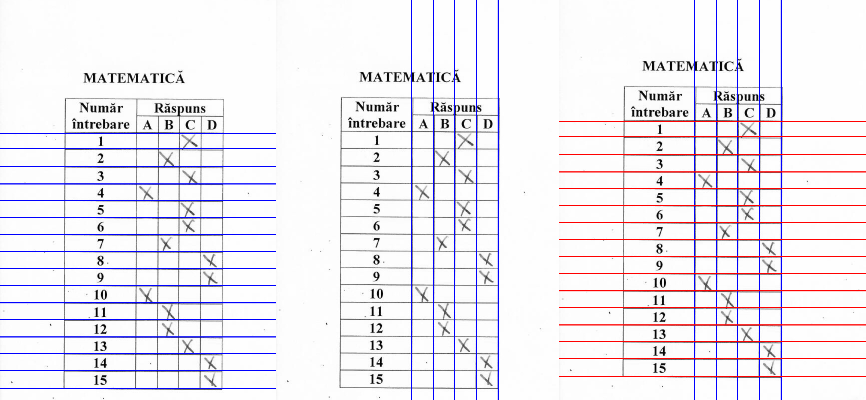 MATEMATICĂ
Număr Răspuns
întrebare A B C D
1 X
2 X
3 X
4 X
5 X
6 X
7 X
8 X
9 X
10 X
11 X
12 X
13 X
14 X
15 X
MATEMATICĂ
Număr Răspuns
întrebare A B C D
1 X
2 X
3 X
4 X
5 X
6 X
7 X
8 X
9 X
10 X
11 X
12 X
13 X
14 X
15 X
MATEMATICĂ
Număr Răspuns
întrebare A B C D
1 X
2 X
3 X
4 X
5 X
6 X
7 X
8 X
9 X
10 X
11 X
12 X
13 X
14 X
15 X